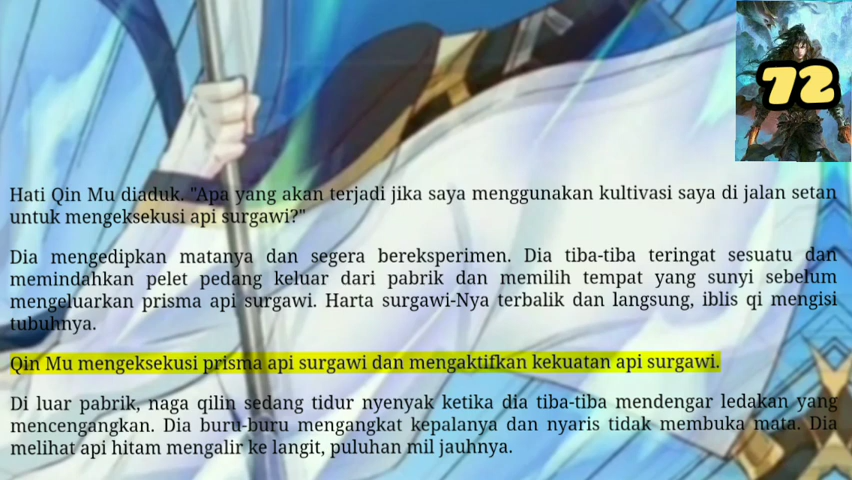 72
Hati Qin Mu diaduk. "Apa yang akan terjadi jika saya menggunakan kultivasi saya di jalan setan
untuk mengeksekusi api surgawi?"
Dia mengedipkan matanya dan segera bereksperimen. Dia tiba-tiba teringat sesuatu dan
memindahkan pelet pedang keluar dari pabrik dan memilih tempat yang sunyi sebelum
mengeluarkan prisma api surgawi. Harta surgawi-Nya terbalik dan langsung, iblis qi mengisi
tubuhnya.
Qin Mu mengeksekusi prisma api surgawi dan mengaktifkan kekuatan api surgawi.
Di luar pabrik, naga qilin sedang tidur nyenyak ketika dia tiba-tiba mendengar ledakan yang
mencengangkan. Dia buru-buru mengangkat kepalanya dan nyaris tidak membuka mata. Dia
melihat api hitam mengalir ke langit, puluhan mil jauhnya.